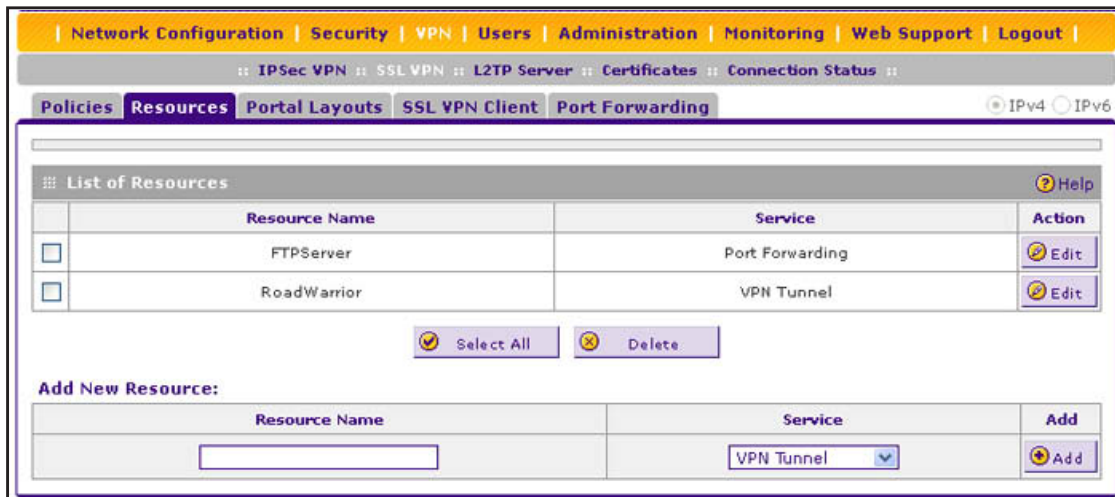 | Network Configuration | Security | VPN | Users | Administration | Monitoring | Web Support | Logout |
:: IPSec VPN :: SSL VPN :: L2TP Server :: Certificates :: Connection Status ::
Policies Resources Portal Layouts SSL VPN Client Port Forwarding IPv4 IPv6
List of Resources Help
Resource Name Service Action
FTPServer Port Forwarding Edit
RoadWarrior VPN Tunnel Edit
Select All Delete
Add New Resource:
Resource Name Service Add
VPN Tunnel Add